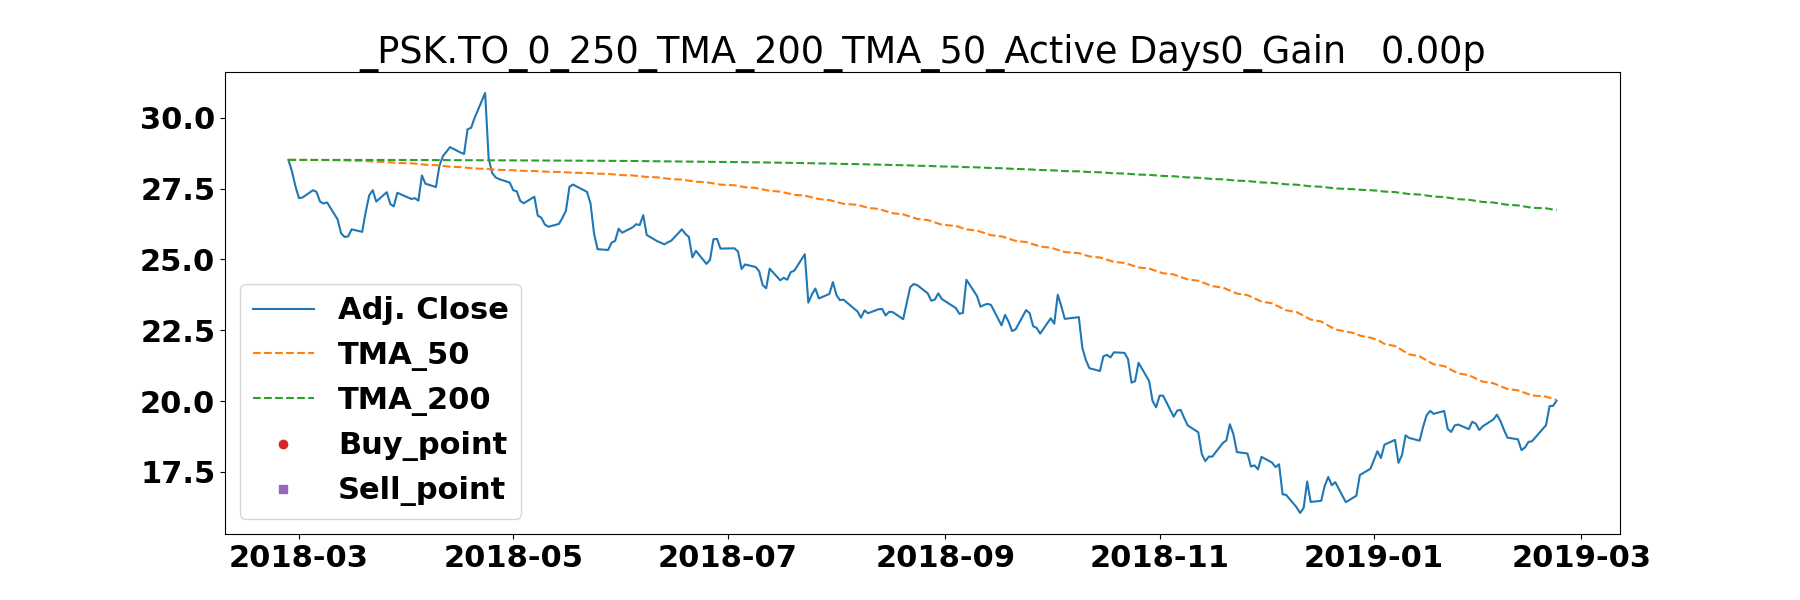 _PSK.TO_0_250_TMA_200_TMA_50_Active Days0_Gain   0.00p
30.0
27.5
25.0
22.5
20.0
17.5
Adj. Close
TMA_50
TMA_200
Buy_point
Sell_point
2018-03 2018-05 2018-07 2018-09 2018-11 2019-01 2019-03